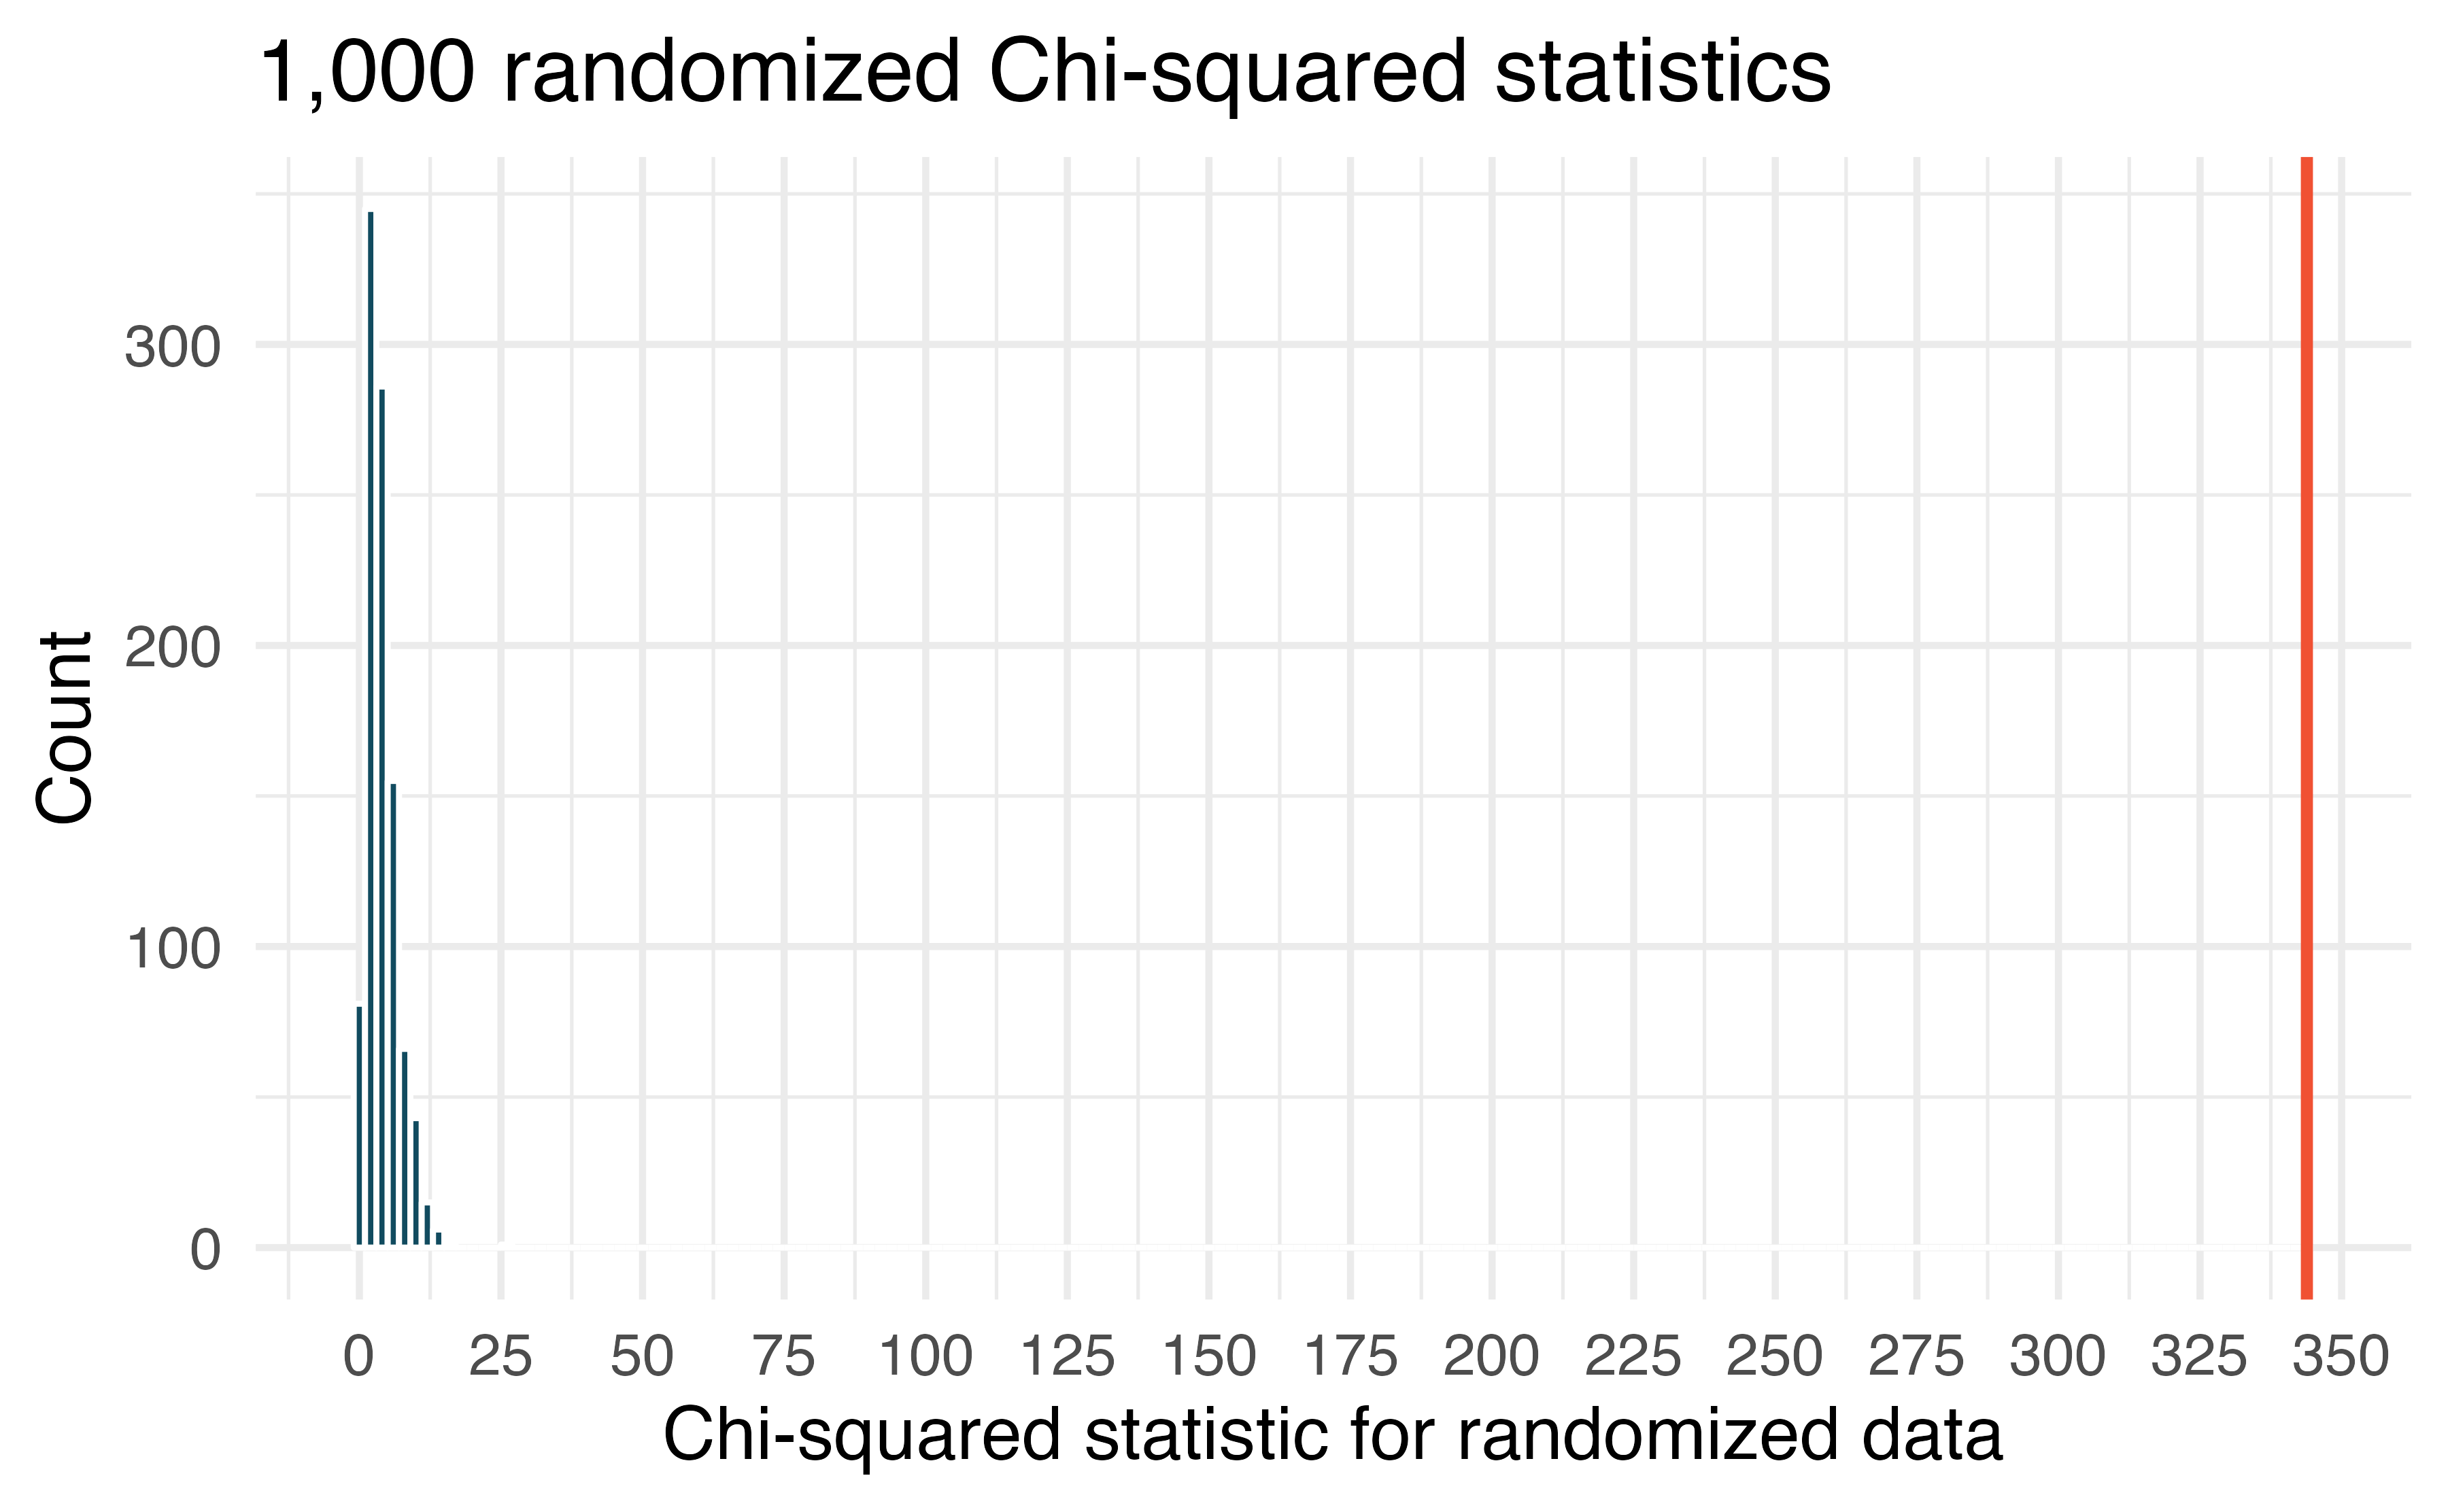 1,000 randomized Chi-squared statistics
Count
300
200
100
0
0 25 50 75 100 125 150 175 200 225 250 275 300 325 350
Chi-squared statistic for randomized data